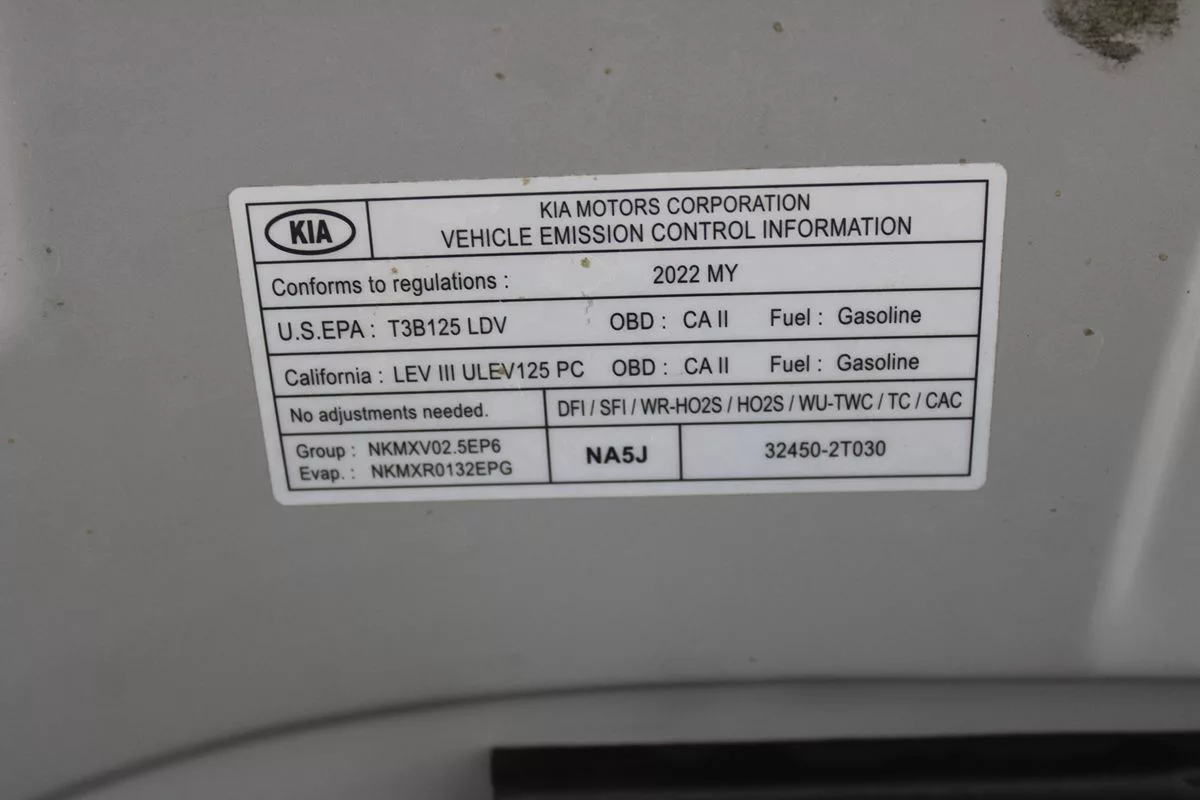 KIA
KIA MOTORS CORPORATION
VEHICLE EMISSION CONTROL INFORMATION
Conforms to regulations : 2022 MY
U.S.EPA : T3B125 LDV OBD : CA II Fuel : Gasoline
California : LEV III ULEV125 PC OBD : CA II Fuel : Gasoline
No adjustments needed. DFI / SFI / WR-HO2S / HO2S / WU-TWC / TC / CAC
Group : NKMXV02.5EP6
Evap. : NKMXR0132EPG
NA5J
32450-2T030